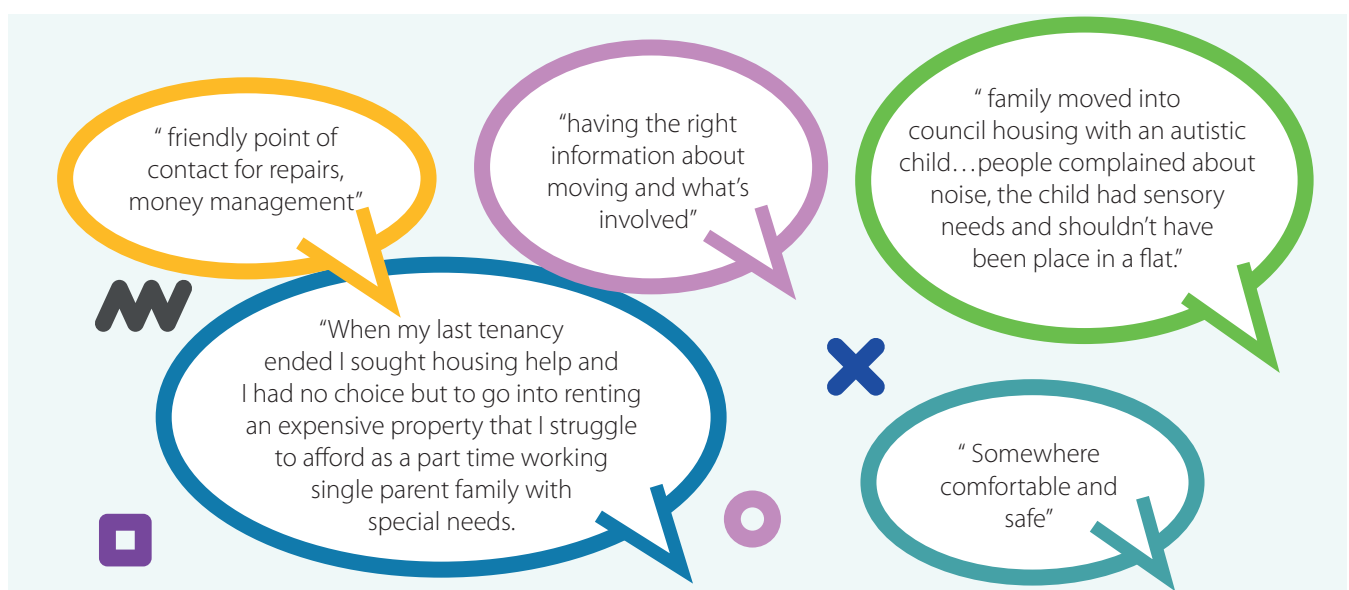 “ friendly point of
contact for repairs,
money management”
“having the right
information about
moving and what’s
involved”
“ family moved into
council housing with an autistic
child…people complained about
noise, the child had sensory
needs and shouldn’t have
been place in a flat.”
“When my last tenancy
ended I sought housing help and
I had no choice but to go into renting
an expensive property that I struggle
to afford as a part time working
single parent family with
special needs.
“ Somewhere
comfortable and
safe”